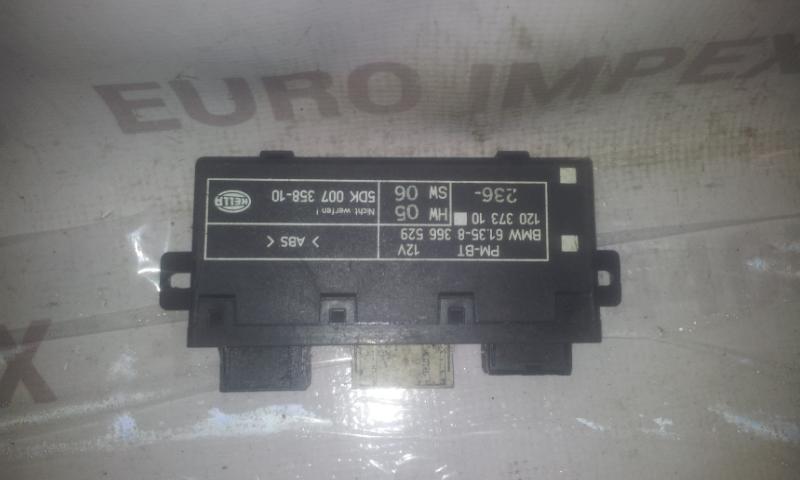 EURO IMPEX
X
PM-BT 12V
BMW 61.35-8 366 529
> ABS <
120 373 10
236-
HW 05
SW 06
Nicht werfen!
5DK 007 358-10
HELLA